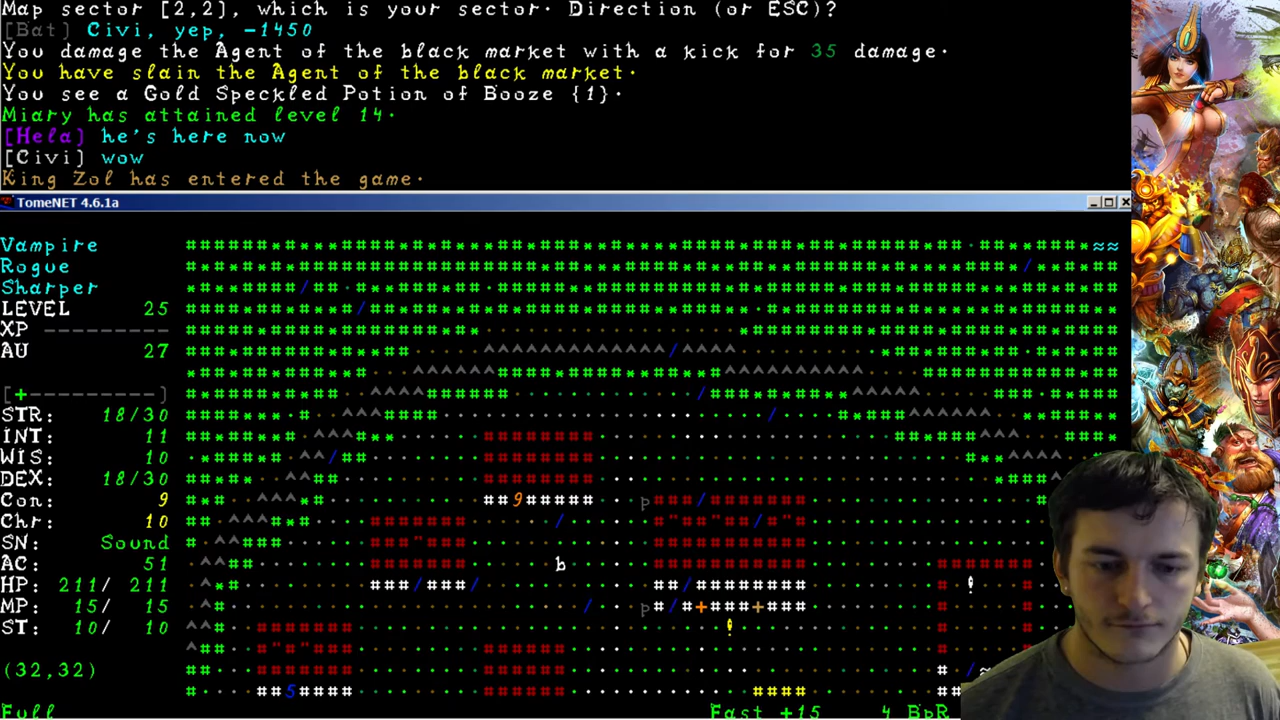 Map sector [2,2], which is your sector. Direction (or ESC)?
[Bat] Civi, yep, -1450
You damage the Agent of the black market with a kick for 35 damage.
You have slain the Agent of the black market.
You see a Gold Speckled Potion of Booze {1}.
Miary has attained level 14.
[Hela] he's here now
[Civi] wow
King Zol has entered the game.
TomeNET 4.6.1a
Vampire
Rogue
Sharper
LEVEL 25
XP ---------
AU 27
[+---------]
STR: 18/30
INT: 11
WIS: 10
DEX: 18/30
Con: 9
Chr: 10
SN: Sound
AC: 51
HP: 211/ 211
MP: 15/ 15
ST: 10/ 10
(32,32)
Full Fast +15 4 BpR